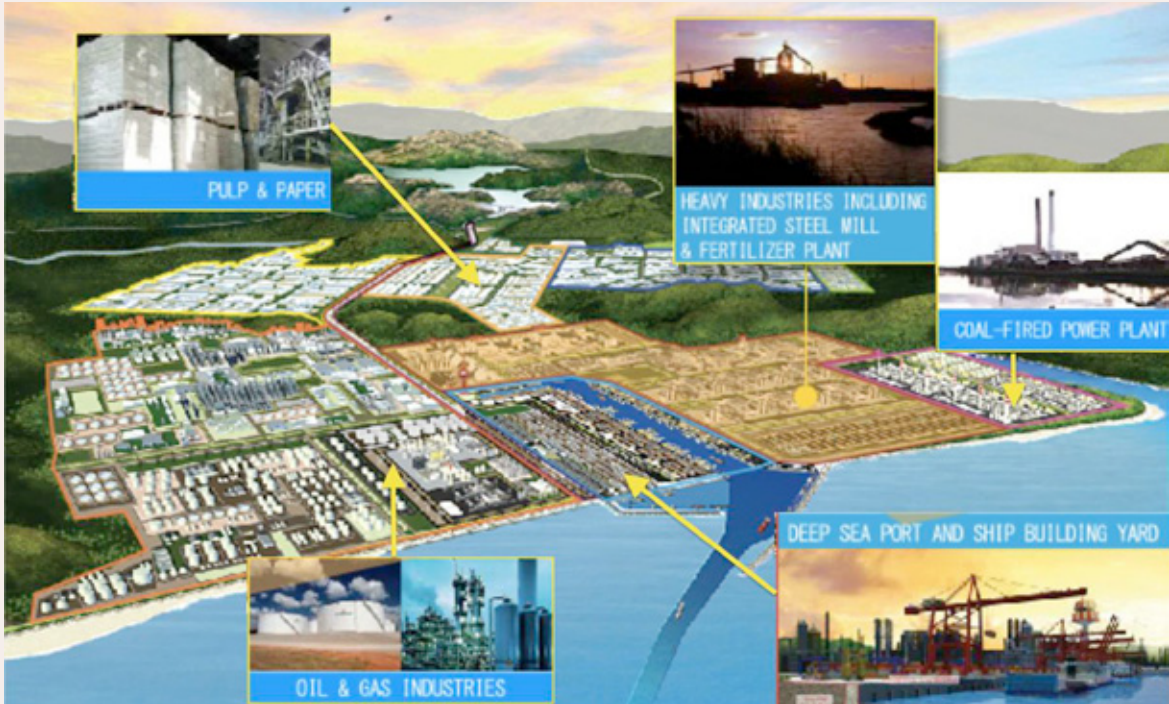 PULP & PAPER
HEAVY INDUSTRIES INCLUDING
INTEGRATED STEEL MILL
& FERTILIZER PLANT
COAL-FIRED POWER PLANT
DEEP SEA PORT AND SHIP BUILDING YARD
OIL & GAS INDUSTRIES